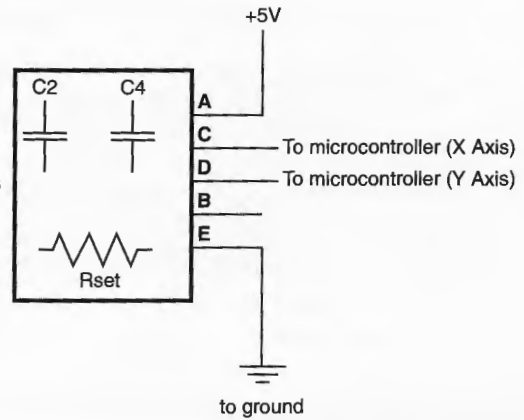 +5V
C2 C4
A
C
To microcontroller (X Axis)
D
To microcontroller (Y Axis)
B
E
Rset
to ground